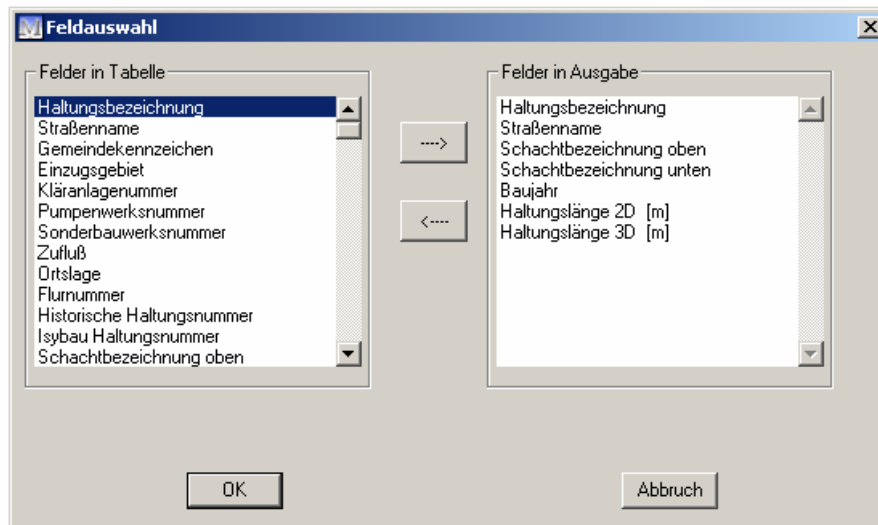 Feldauswahl
Felder in Tabelle
Haltungsbezeichnung
Straßenname
Gemeindekennzeichen
Einzugsgebiet
Kläranlagenummer
Pumpenwerksnummer
Sonderbauwerksnummer
Zufluß
Ortslage
Flurnummer
Historische Haltungsnummer
Isybau Haltungsnummer
Schachtbezeichnung oben
---->
<----
Felder in Ausgabe
Haltungsbezeichnung
Straßenname
Schachtbezeichnung oben
Schachtbezeichnung unten
Baujahr
Haltungslänge 2D [m]
Haltungslänge 3D [m]
OK
Abbruch